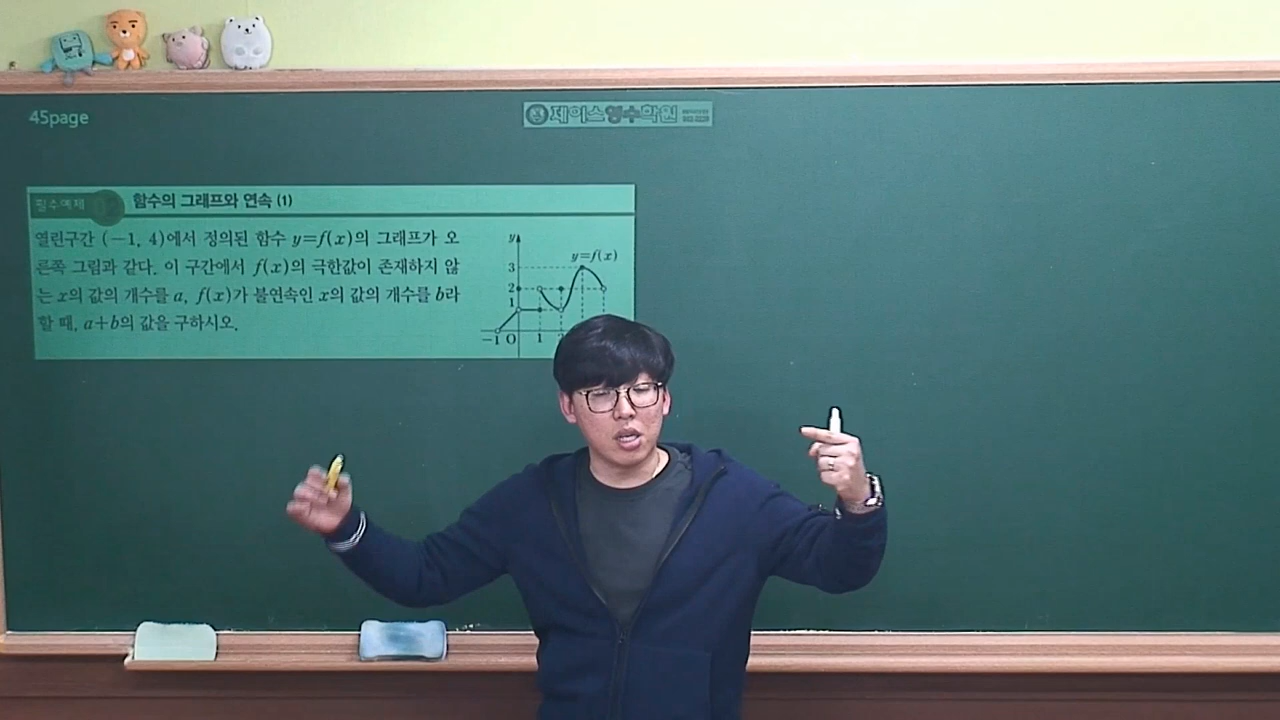 45page
제이스영수학원
필수예제
함수의 그래프와 연속 (1)
열린구간 (−1, 4)에서 정의된 함수 y=f(x)의 그래프가 오
른쪽 그림과 같다. 이 구간에서 f(x)의 극한값이 존재하지 않
는 x의 값의 개수를 a, f(x)가 불연속인 x의 값의 개수를 b라
할 때, a+b의 값을 구하시오.
y
y=f(x)
3
2
1
−1 O 1